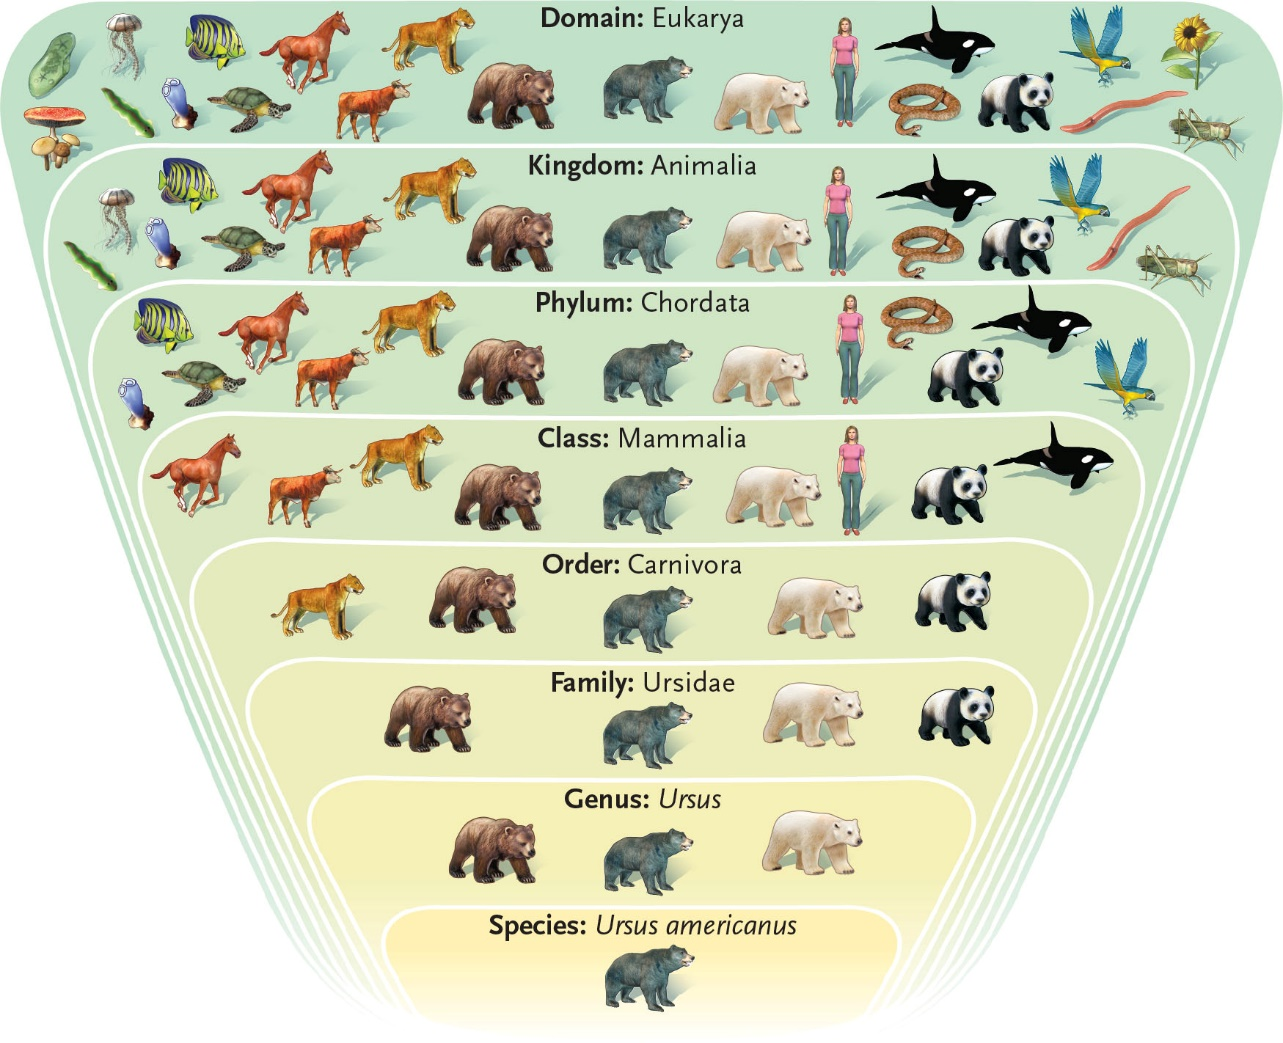 Domain: Eukarya
Kingdom: Animalia
Phylum: Chordata
Class: Mammalia
Order: Carnivora
Family: Ursidae
Genus: Ursus
Species: Ursus americanus